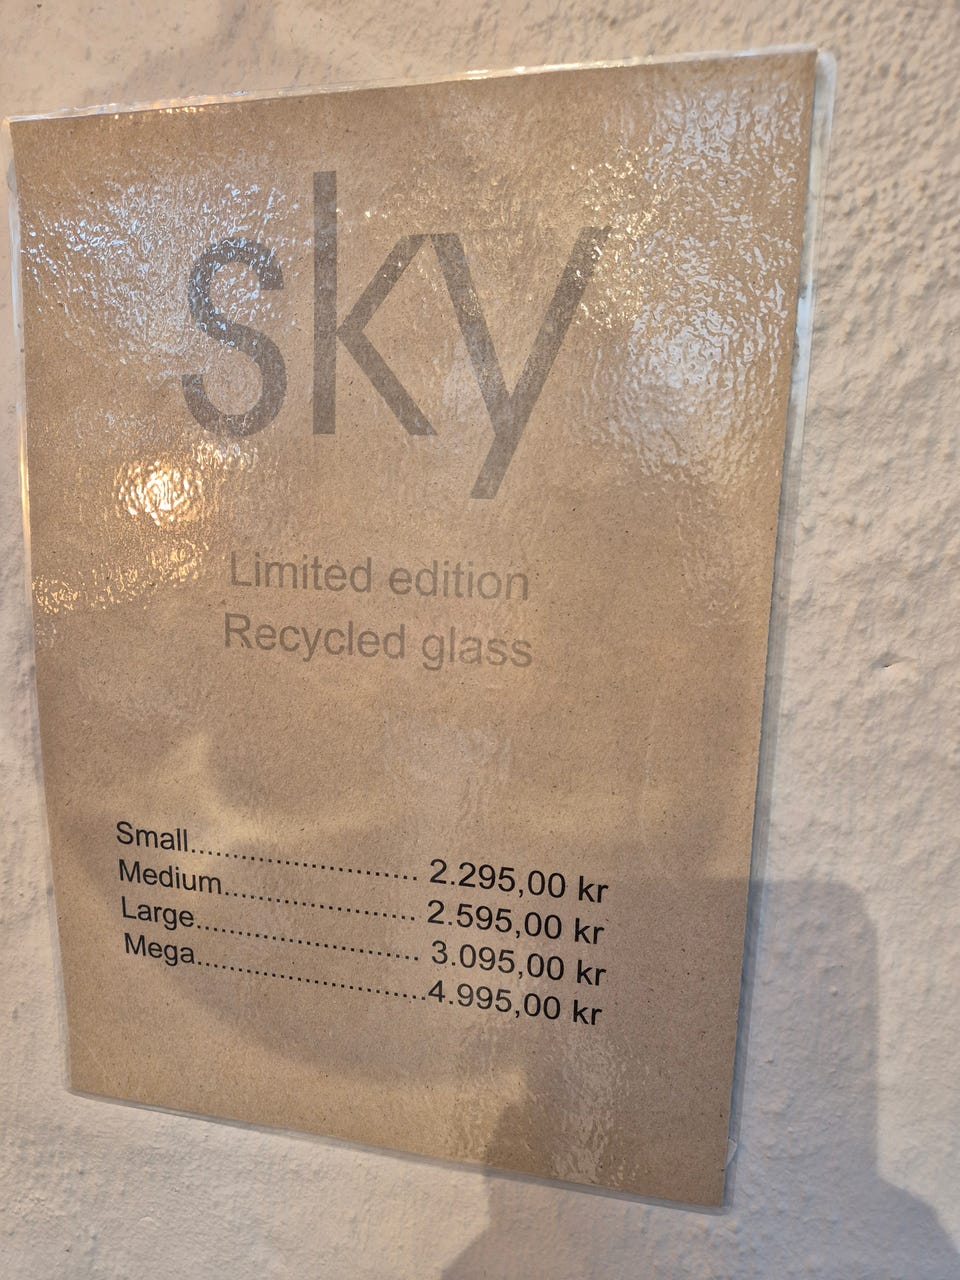 sky
Limited edition
Recycled glass
Small............................ 2.295,00 kr
Medium........................ 2.595,00 kr
Large............................ 3.095,00 kr
Mega............................4.995,00 kr